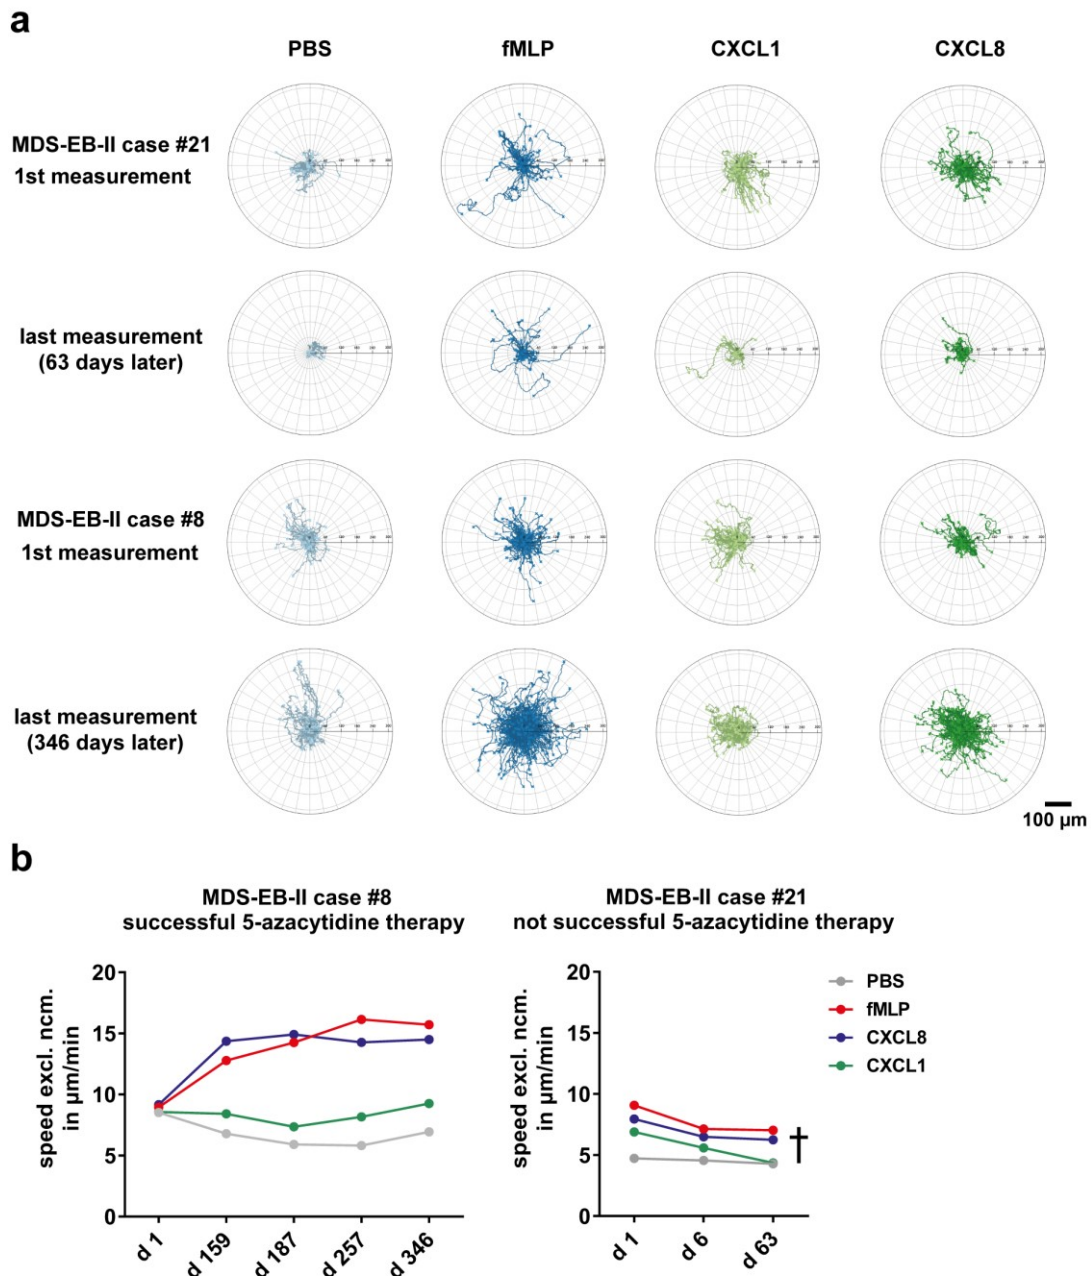 a
PBS
fMLP
CXCL1
CXCL8
MDS-EB-II case #21
1st measurement
last measurement
(63 days later)
MDS-EB-II case #8
1st measurement
last measurement
(346 days later)
100 µm
b
MDS-EB-II case #8
successful 5-azacytidine therapy
speed excl. ncm.
in µm/min
20
15
10
5
0
d 1
d 159
d 187
d 257
d 346
MDS-EB-II case #21
not successful 5-azacytidine therapy
speed excl. ncm.
in µm/min
20
15
10
5
0
d 1
d 6
d 63
†
PBS
fMLP
CXCL8
CXCL1